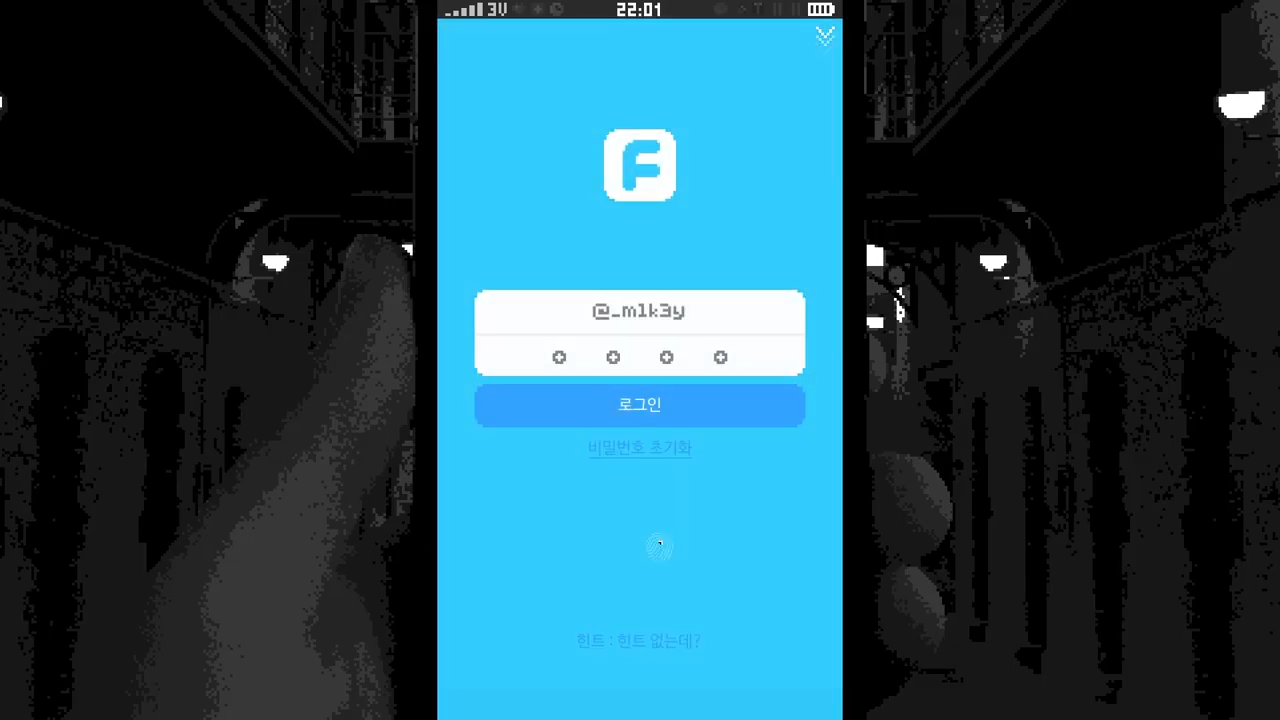 3V 22:01
F
@_m1k3y
로그인
비밀번호 초기화
힌트 : 힌트 없는데?